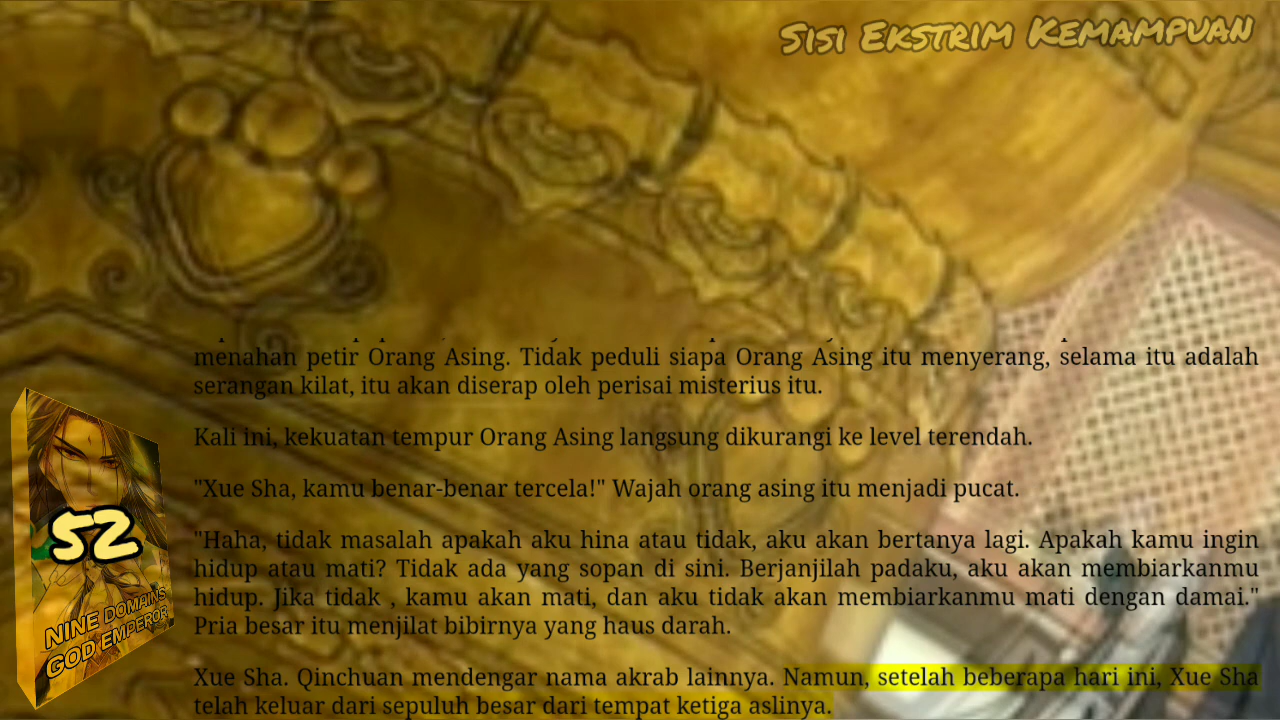 Sisi Ekstrim Kemampuan
menahan petir Orang Asing. Tidak peduli siapa Orang Asing itu menyerang, selama itu adalah
serangan kilat, itu akan diserap oleh perisai misterius itu.
Kali ini, kekuatan tempur Orang Asing langsung dikurangi ke level terendah.
"Xue Sha, kamu benar-benar tercela!" Wajah orang asing itu menjadi pucat.
"Haha, tidak masalah apakah aku hina atau tidak, aku akan bertanya lagi. Apakah kamu ingin
hidup atau mati? Tidak ada yang sopan di sini. Berjanjilah padaku, aku akan membiarkanmu
hidup. Jika tidak , kamu akan mati, dan aku tidak akan membiarkanmu mati dengan damai."
Pria besar itu menjilat bibirnya yang haus darah.
Xue Sha. Qinchuan mendengar nama akrab lainnya. Namun, setelah beberapa hari ini, Xue Sha
telah keluar dari sepuluh besar dari tempat ketiga aslinya.
52
NINE DOMAINS
GOD EMPEROR